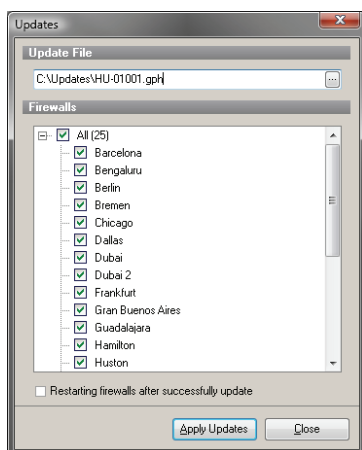 Updates
Update File
C:\Updates\HU-01001.gph
...
Firewalls
All (25)
Barcelona
Bengaluru
Berlin
Bremen
Chicago
Dallas
Dubai
Dubai 2
Frankfurt
Gran Buenos Aires
Guadalajara
Hamilton
Huston
Restarting firewalls after successfully update
Apply Updates Close